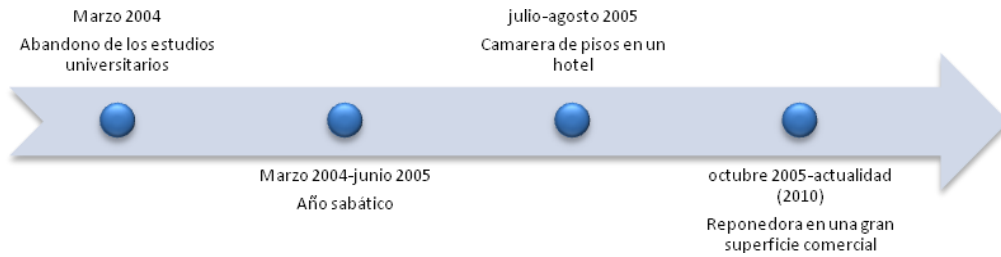 Marzo 2004
Abandono de los estudios
universitarios
Marzo 2004-junio 2005
Año sabático
julio-agosto 2005
Camarera de pisos en un
hotel
octubre 2005-actualidad
(2010)
Reponedora en una gran
superficie comercial